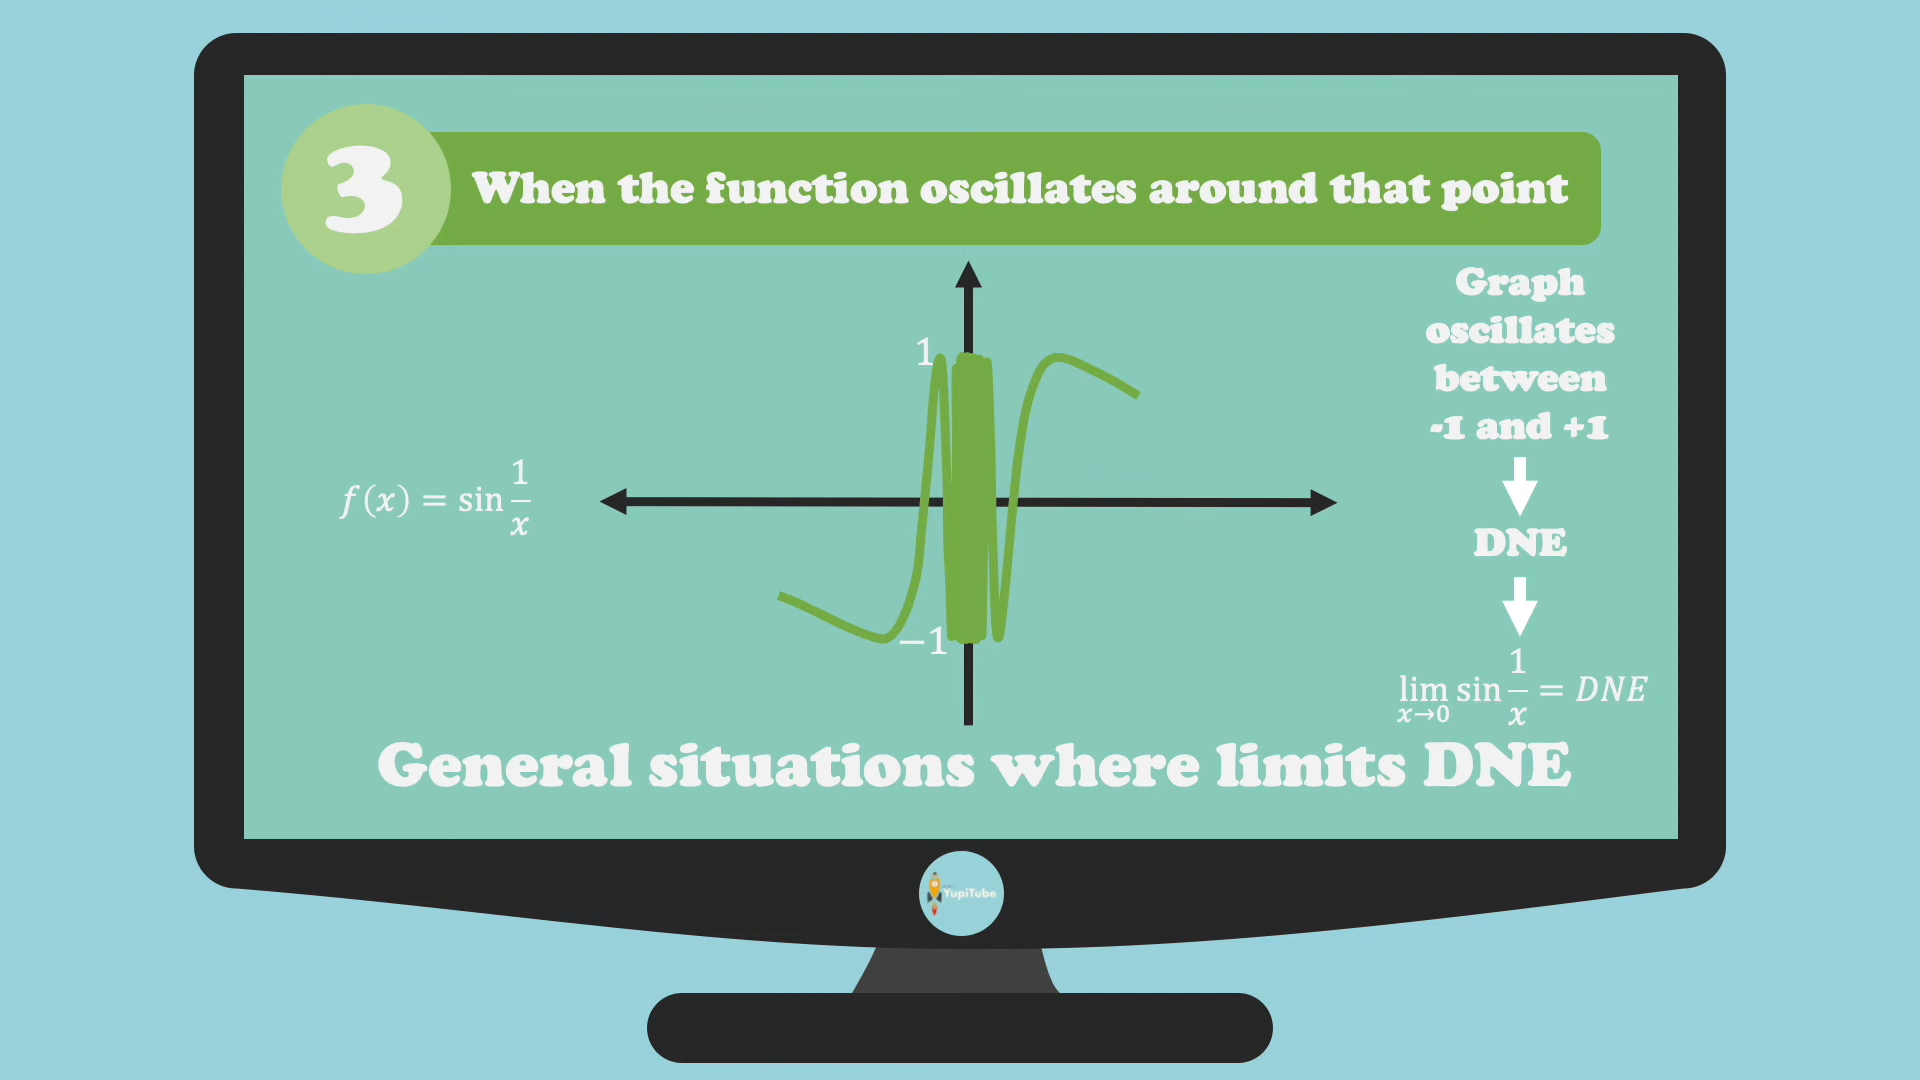 3
When the function oscillates around that point
Graph
oscillates
between
-1 and +1
1
f(x) = sin 1/x
−1
DNE
lim x→0 sin 1/x = DNE
General situations where limits DNE
YupiTube